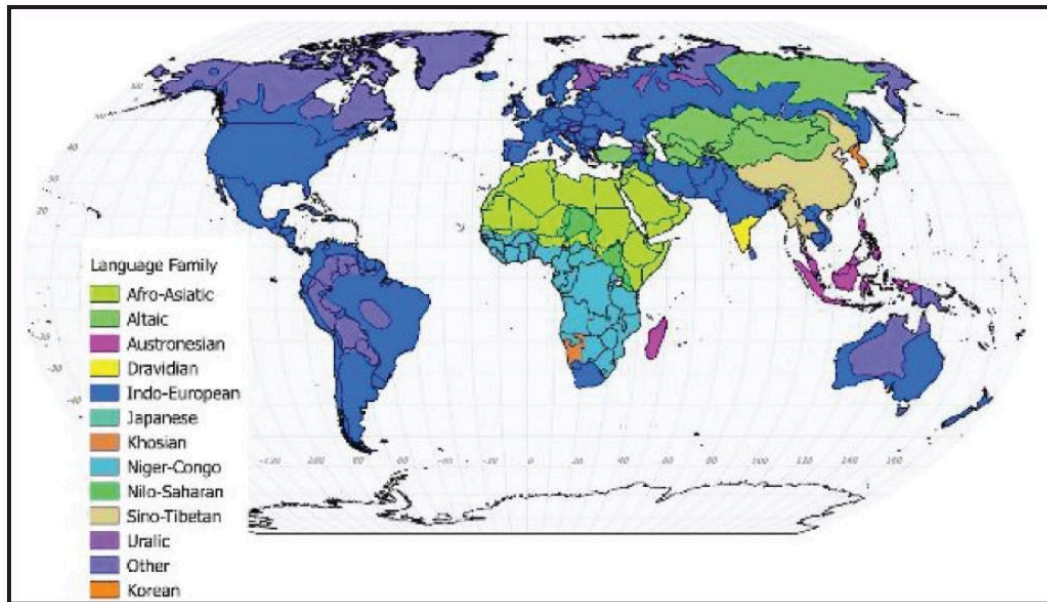 Language Family
Afro-Asiatic
Altaic
Austronesian
Dravidian
Indo-European
Japanese
Khosian
Niger-Congo
Nilo-Saharan
Sino-Tibetan
Uralic
Other
Korean